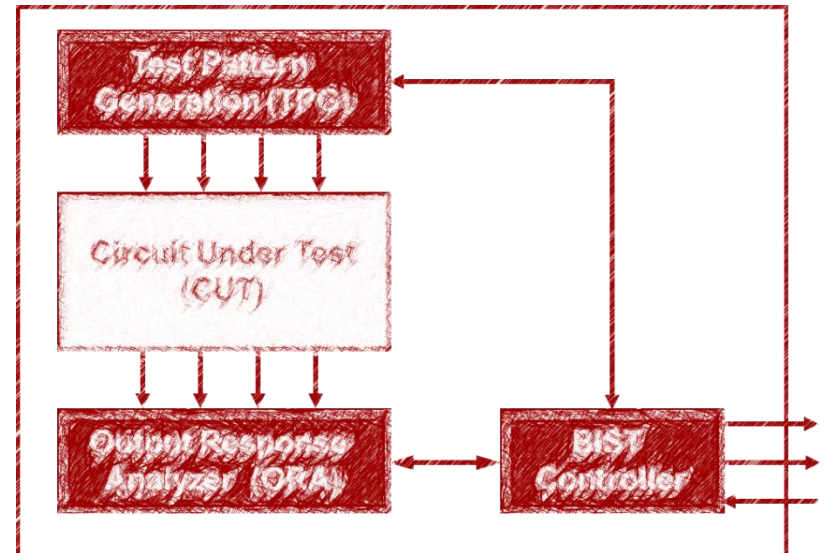 Test Pattern
Generation (TPG)
Circuit Under Test
(CUT)
Output Response
Analyzer (ORA)
BIST
Controller